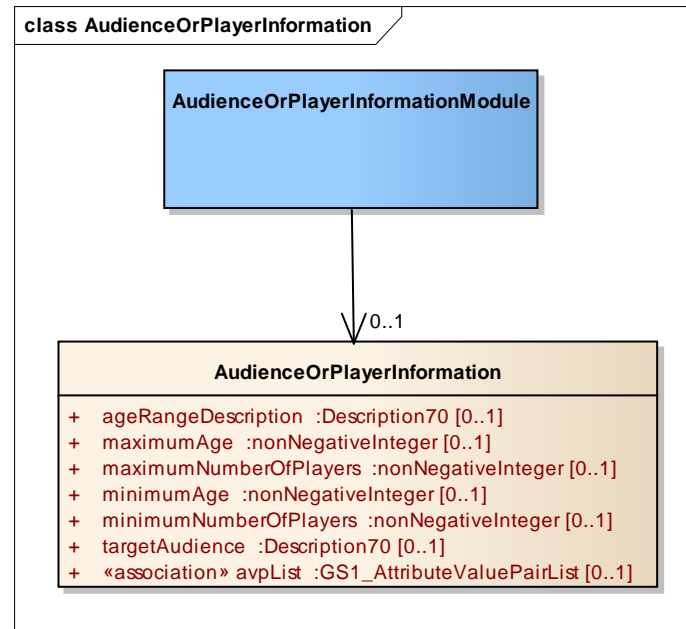 class AudienceOrPlayerInformation
AudienceOrPlayerInformationModule
0..1
AudienceOrPlayerInformation
+ ageRangeDescription :Description70 [0..1]
+ maximumAge :nonNegativeInteger [0..1]
+ maximumNumberOfPlayers :nonNegativeInteger [0..1]
+ minimumAge :nonNegativeInteger [0..1]
+ minimumNumberOfPlayers :nonNegativeInteger [0..1]
+ targetAudience :Description70 [0..1]
+ «association» avpList :GS1_AttributeValuePairList [0..1]